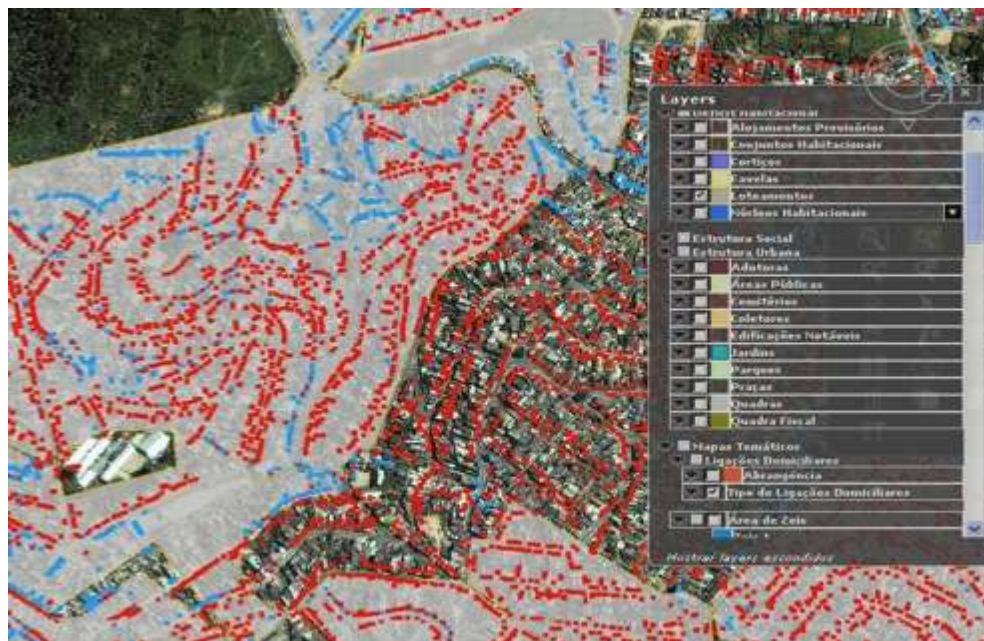 Layers
Déficit Habitacional
Alojamentos Provisórios
Conjuntos Habitacionais
Cortiços
Favelas
Loteamentos
Núcleos Habitacionais
Estrutura Social
Estrutura Urbana
Adutoras
Áreas Públicas
Cemitérios
Coletores
Edificações Notáveis
Jardins
Parques
Praças
Quadras
Quadra Fiscal
Mapas Temáticos
Ligações Domiciliares
Abrangência
Tipo de Ligações Domiciliares
Área de Zeis
Mostrar layers escondidos